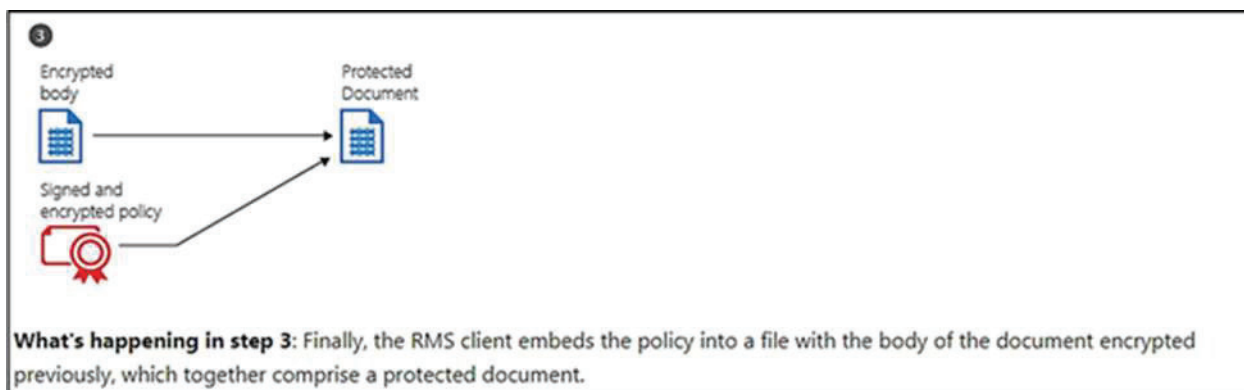 3
Encrypted
body
Protected
Document
Signed and
encrypted policy
What's happening in step 3: Finally, the RMS client embeds the policy into a file with the body of the document encrypted
previously, which together comprise a protected document.